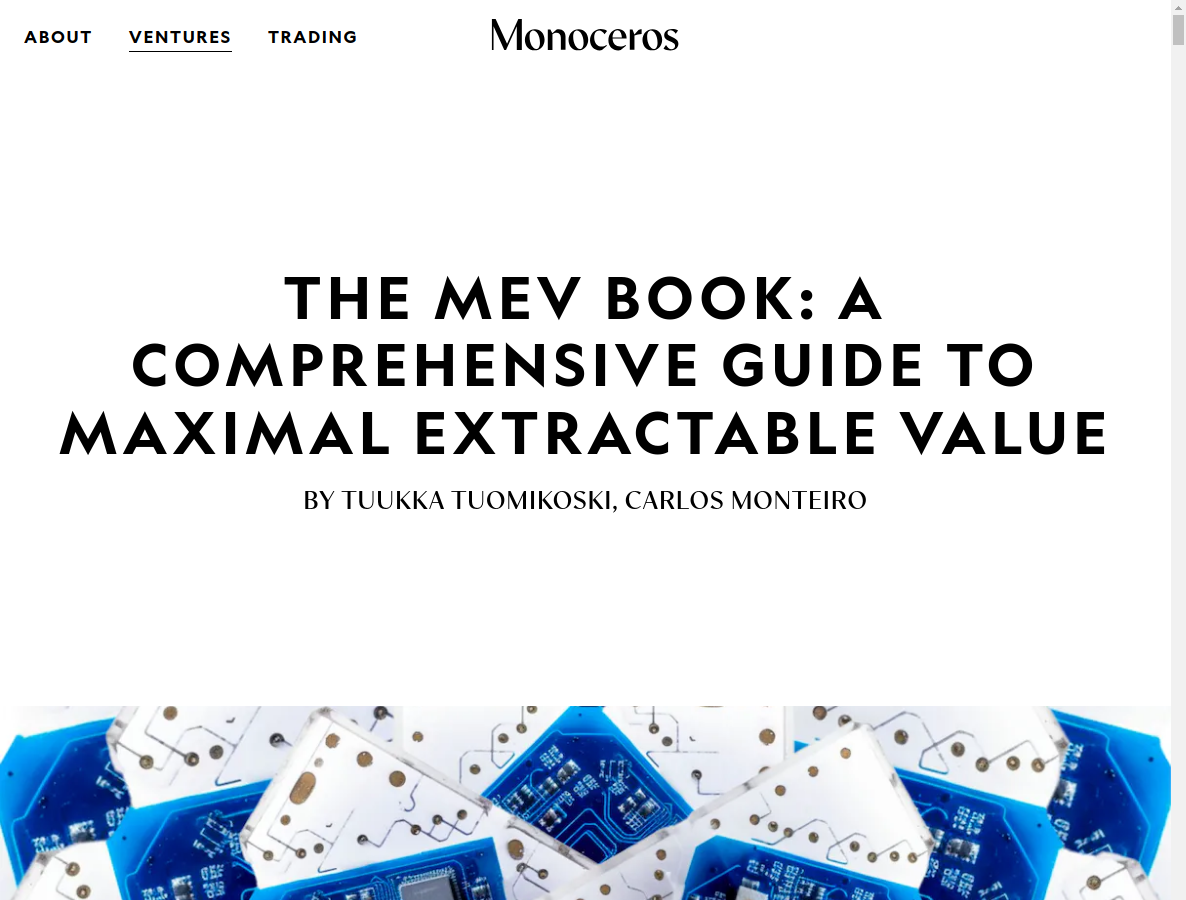 ABOUT VENTURES TRADING Monoceros
THE MEV BOOK: A
COMPREHENSIVE GUIDE TO
MAXIMAL EXTRACTABLE VALUE
BY TUUKKA TUOMIKOSKI, CARLOS MONTEIRO